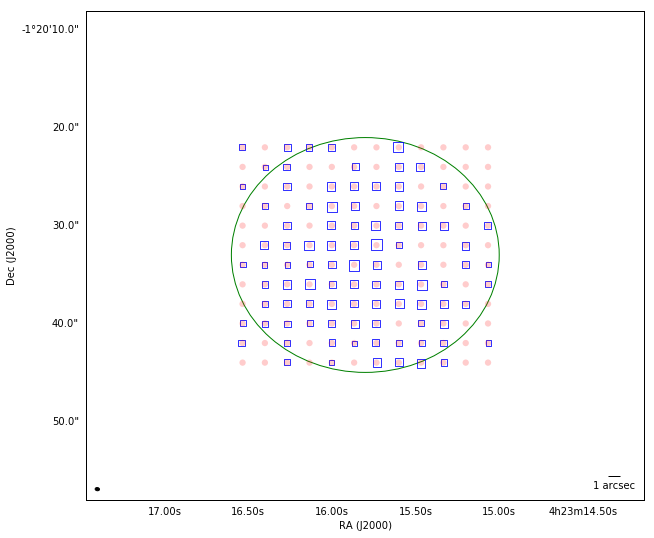 -1°20'10.0"
20.0"
30.0"
40.0"
50.0"
Dec (J2000)
1 arcsec
17.00s 16.50s 16.00s 15.50s 15.00s 4h23m14.50s
RA (J2000)